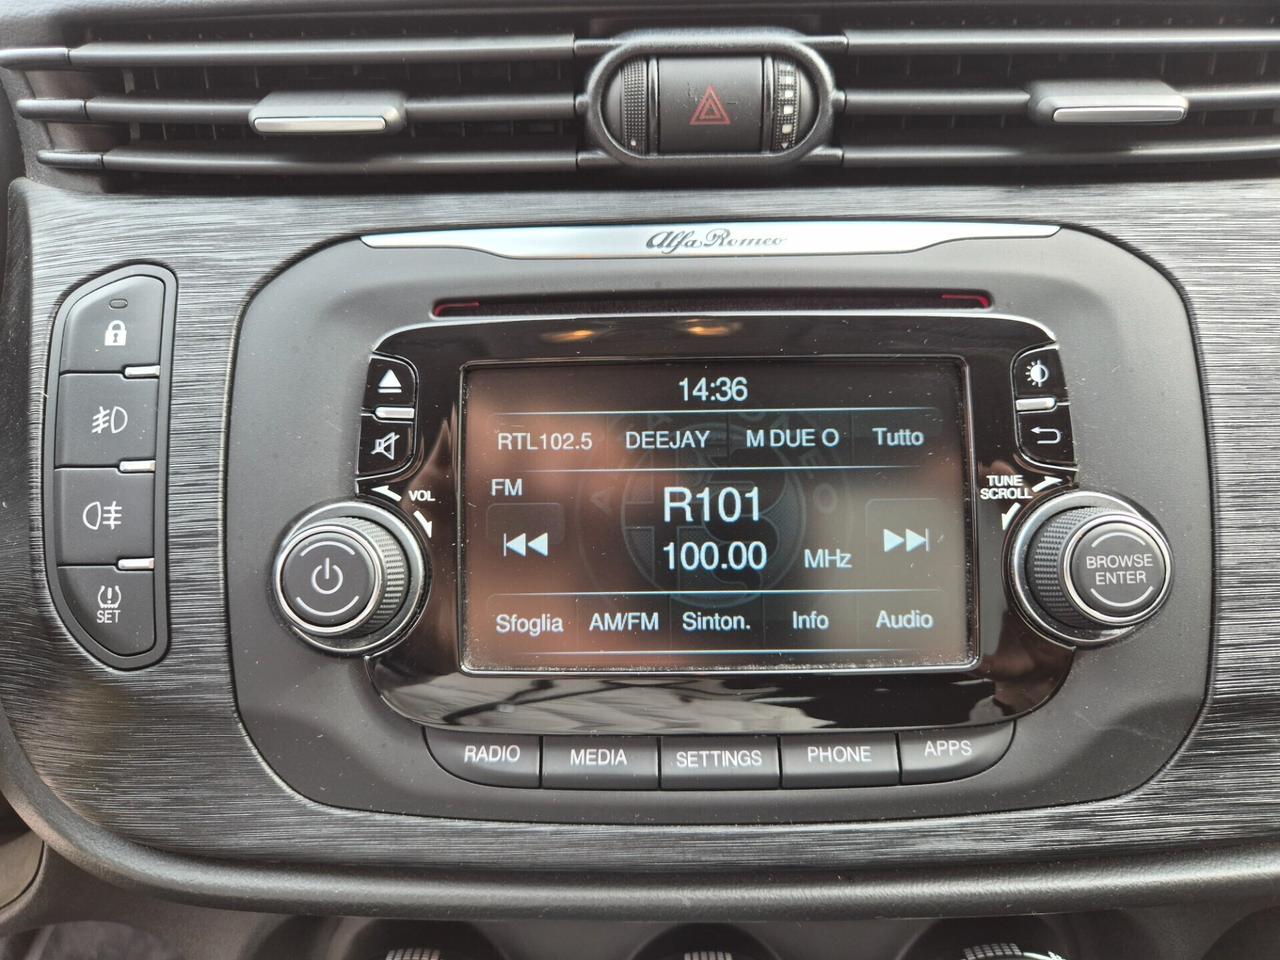 Alfa Romeo
14:36
RTL102.5 DEEJAY M DUE O Tutto
FM
R101
100.00 MHz
Sfoglia AM/FM Sinton. Info Audio
VOL
TUNE
SCROLL
BROWSE
ENTER
SET
RADIO MEDIA SETTINGS PHONE APPS